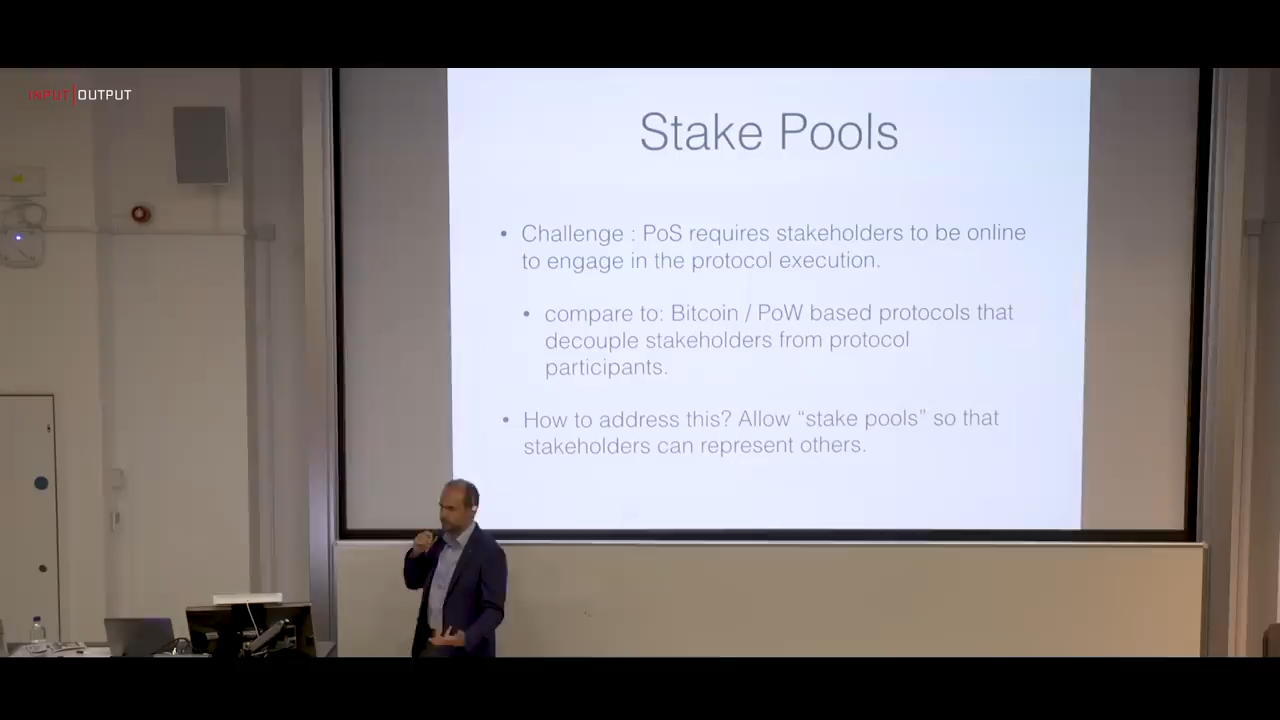 INPUT|OUTPUT
Stake Pools
• Challenge : PoS requires stakeholders to be online
to engage in the protocol execution.
• compare to: Bitcoin / PoW based protocols that
decouple stakeholders from protocol
participants.
• How to address this? Allow “stake pools” so that
stakeholders can represent others.